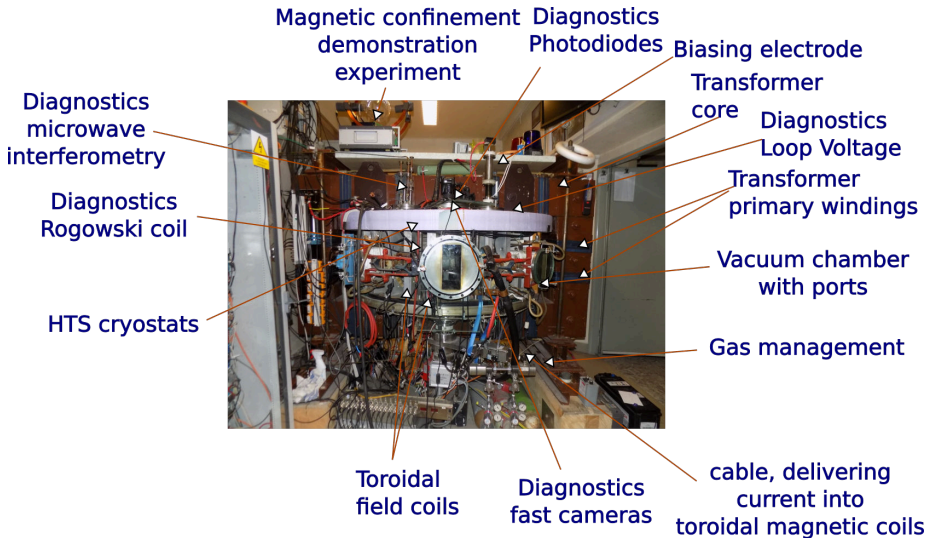 Magnetic confinement
demonstration
experiment
Diagnostics
Photodiodes
Biasing electrode
Transformer
core
Diagnostics
microwave
interferometry
Diagnostics
Loop Voltage
Transformer
primary windings
Diagnostics
Rogowski coil
Vacuum chamber
with ports
HTS cryostats
Gas management
Toroidal
field coils
Diagnostics
fast cameras
cable, delivering
current into
toroidal magnetic coils